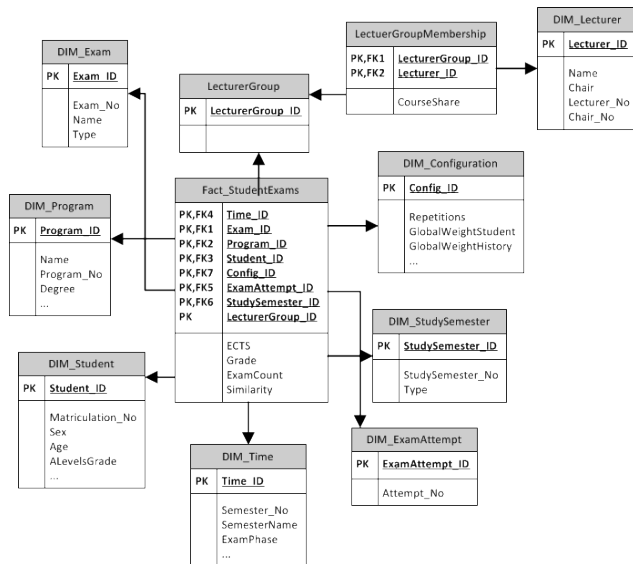 DIM_Exam
PK Exam_ID
Exam_No
Name
Type
LecturerGroup
PK LecturerGroup_ID
LectuerGroupMembership
PK,FK1 LecturerGroup_ID
PK,FK2 Lecturer_ID
CourseShare
DIM_Lecturer
PK Lecturer_ID
Name
Chair
Lecturer_No
Chair_No
DIM_Program
PK Program_ID
Name
Program_No
Degree
...
Fact_StudentExams
PK,FK4 Time_ID
PK,FK1 Exam_ID
PK,FK2 Program_ID
PK,FK3 Student_ID
PK,FK7 Config_ID
PK,FK5 ExamAttempt_ID
PK,FK6 StudySemester_ID
PK LecturerGroup_ID
ECTS
Grade
ExamCount
Similarity
DIM_Configuration
PK Config_ID
Repetitions
GlobalWeightStudent
GlobalWeightHistory
...
DIM_StudySemester
PK StudySemester_ID
StudySemester_No
Type
DIM_Student
PK Student_ID
Matriculation_No
Sex
Age
ALevelsGrade
...
DIM_Time
PK Time_ID
Semester_No
SemesterName
ExamPhase
...
DIM_ExamAttempt
PK ExamAttempt_ID
Attempt_No